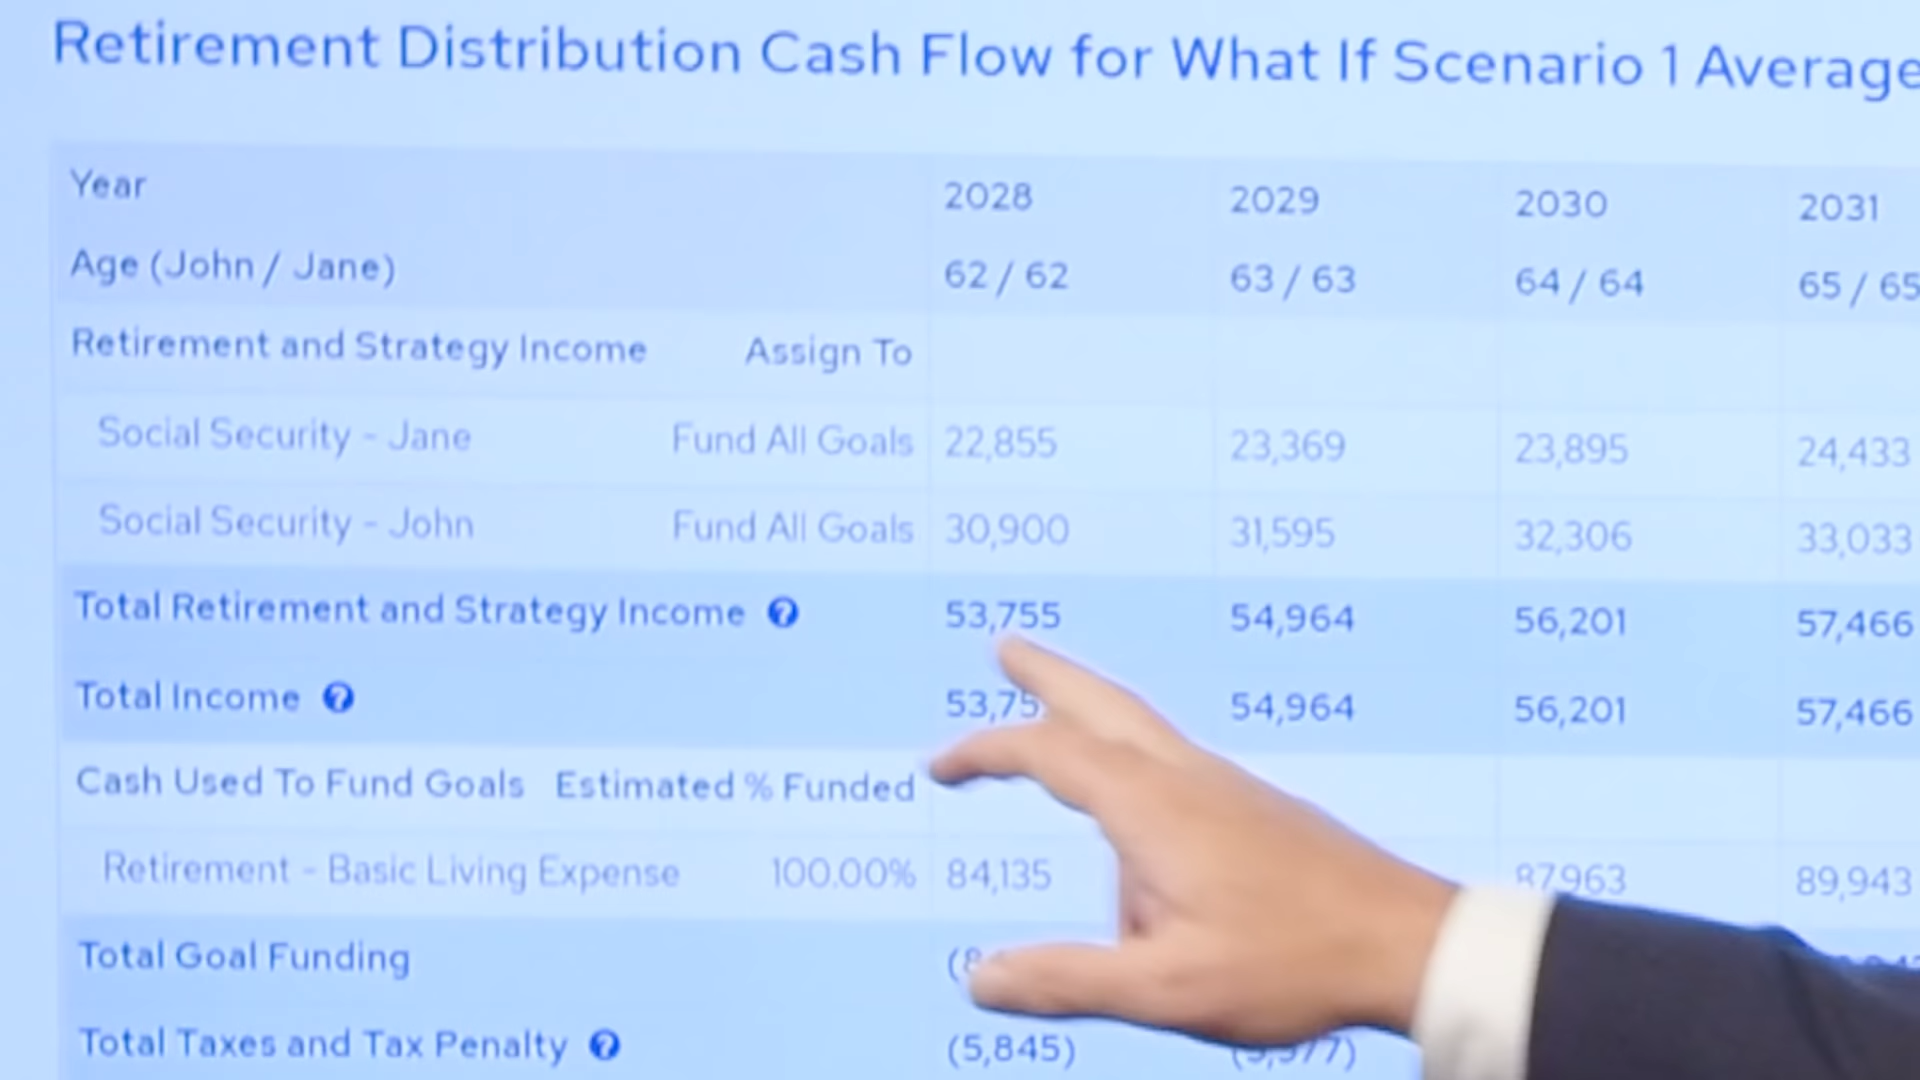 Retirement Distribution Cash Flow for What If Scenario 1 Average
Year 2028 2029 2030 2031
Age (John / Jane) 62 / 62 63 / 63 64 / 64 65 / 65
Retirement and Strategy Income Assign To
Social Security - Jane Fund All Goals 22,855 23,369 23,895 24,433
Social Security - John Fund All Goals 30,900 31,595 32,306 33,033
Total Retirement and Strategy Income ? 53,755 54,964 56,201 57,466
Total Income ? 54,964 56,201 57,466
Cash Used To Fund Goals Estimated % Funded
Retirement - Basic Living Expense 100.00% 84,135 87,963 89,943
Total Goal Funding
Total Taxes and Tax Penalty ? (5,845)